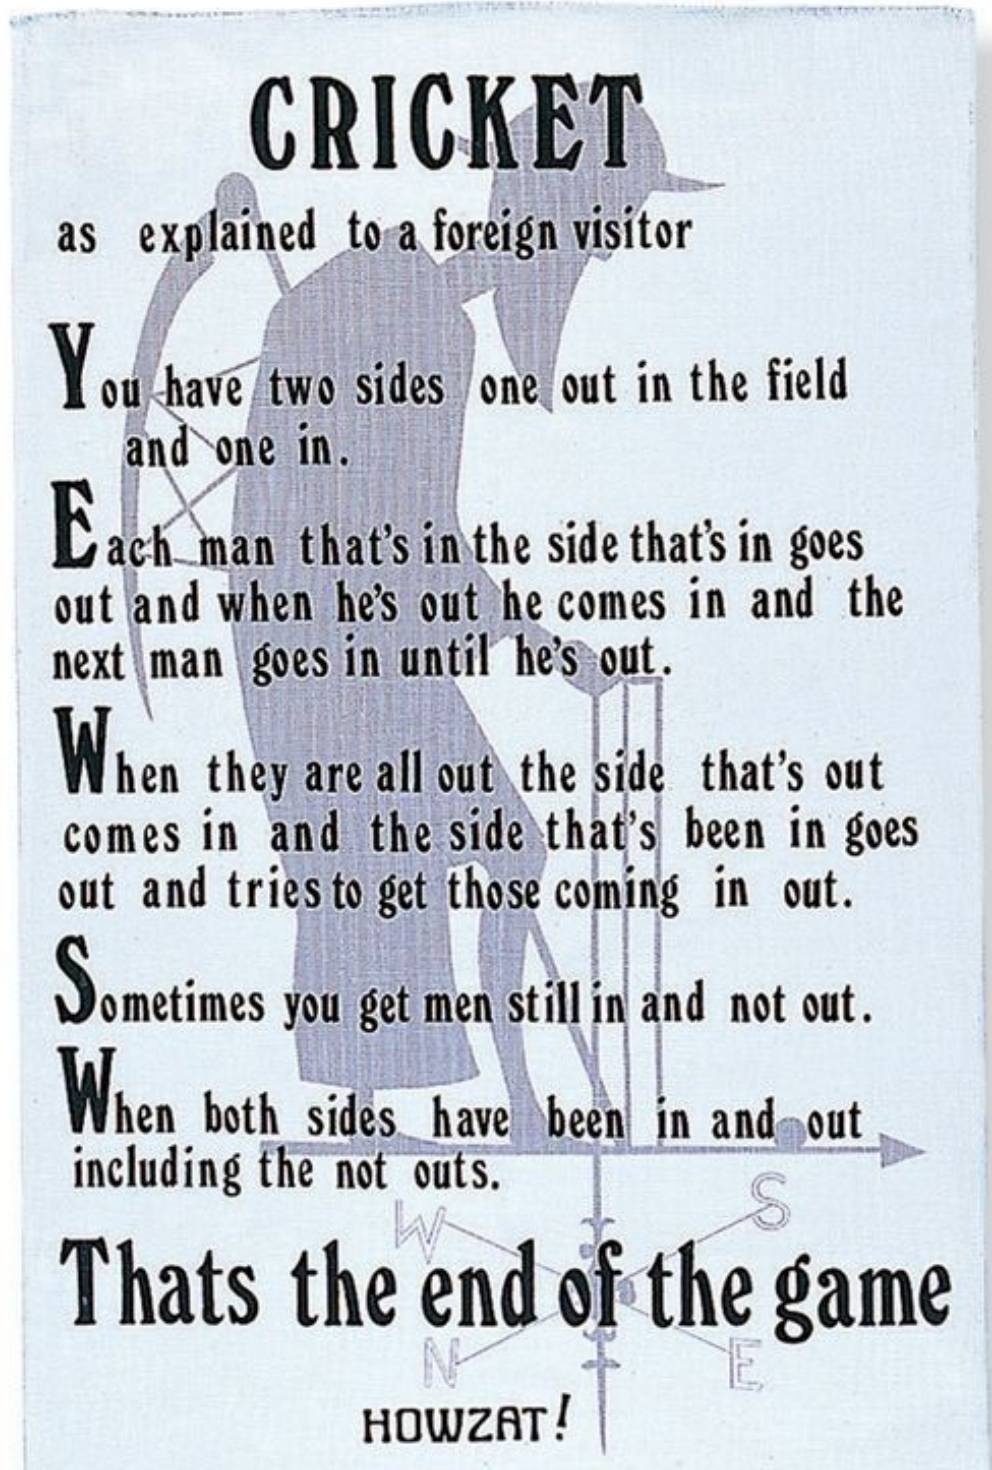 CRICKET
as explained to a foreign visitor
You have two sides one out in the field
and one in.
Each man that's in the side that's in goes
out and when he's out he comes in and the
next man goes in until he's out.
When they are all out the side that's out
comes in and the side that's been in goes
out and tries to get those coming in out.
Sometimes you get men still in and not out.
When both sides have been in and out
including the not outs.
W S
Thats the end of the game
N E
HOWZAT!